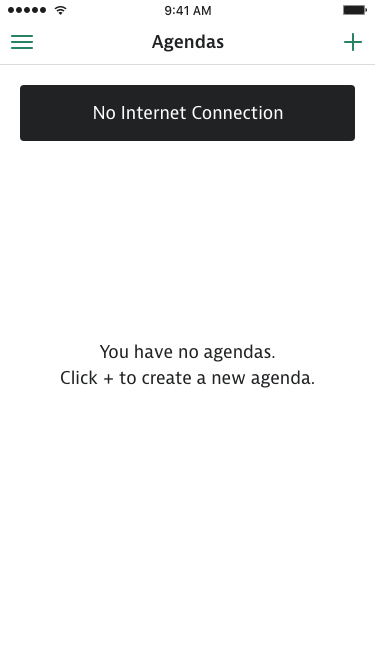 9:41 AM
Agendas
No Internet Connection
You have no agendas.
Click + to create a new agenda.